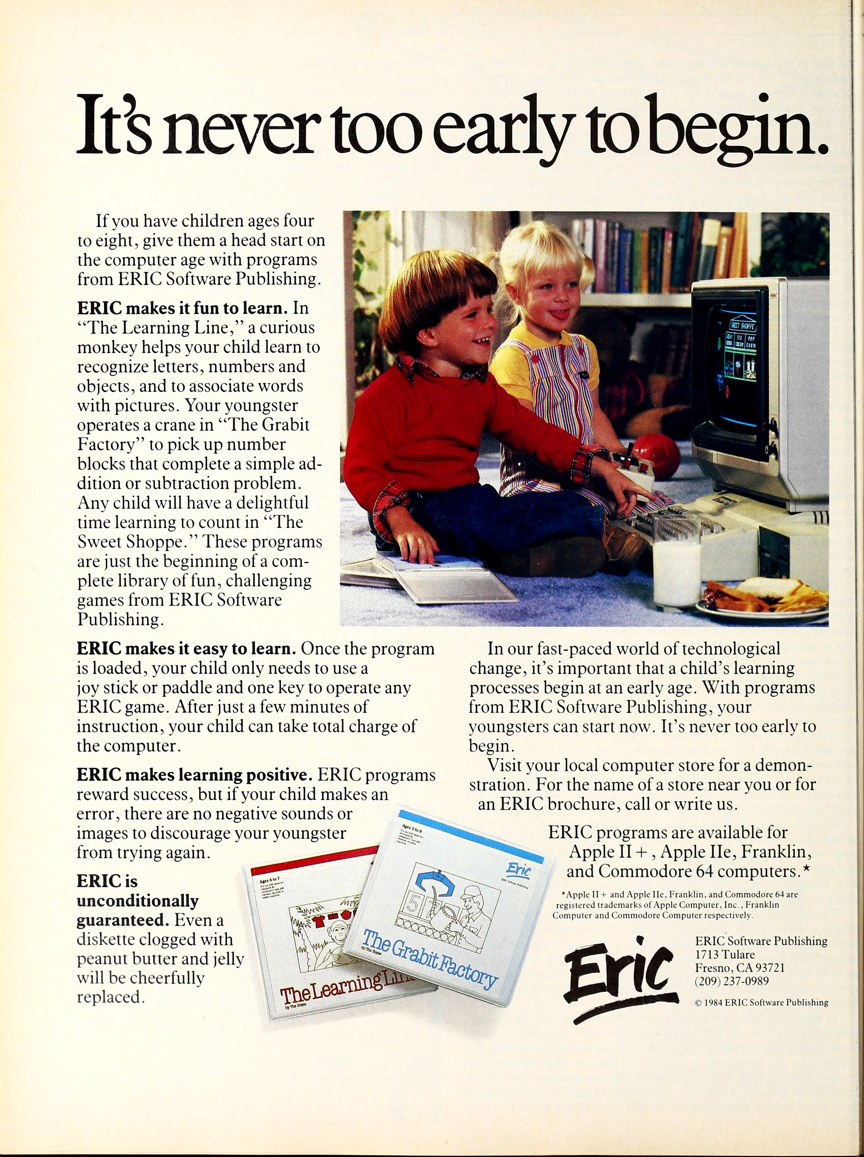 It's never too early to begin.
If you have children ages four
to eight, give them a head start on
the computer age with programs
from ERIC Software Publishing.
ERIC makes it fun to learn. In
“The Learning Line,” a curious
monkey helps your child learn to
recognize letters, numbers and
objects, and to associate words
with pictures. Your youngster
operates a crane in “The Grabit
Factory” to pick up number
blocks that complete a simple ad-
dition or subtraction problem.
Any child will have a delightful
time learning to count in “The
Sweet Shoppe.” These programs
are just the beginning of a com-
plete library of fun, challenging
games from ERIC Software
Publishing.
ERIC makes it easy to learn. Once the program
is loaded, your child only needs to use a
joy stick or paddle and one key to operate any
ERIC game. After just a few minutes of
instruction, your child can take total charge of
the computer.
ERIC makes learning positive. ERIC programs
reward success, but if your child makes an
error, there are no negative sounds or
images to discourage your youngster
from trying again.
ERIC is
unconditionally
guaranteed. Even a
diskette clogged with
peanut butter and jelly
will be cheerfully
replaced.
Ages 4 to 7
The Learning Lin
Ages 5 to 8
Eric
5
The Grabit Factory
In our fast-paced world of technological
change, it's important that a child's learning
processes begin at an early age. With programs
from ERIC Software Publishing, your
youngsters can start now. It's never too early to
begin.
Visit your local computer store for a demon-
stration. For the name of a store near you or for
an ERIC brochure, call or write us.
ERIC programs are available for
Apple II+, Apple IIe, Franklin,
and Commodore 64 computers.*
*Apple II+ and Apple IIe, Franklin, and Commodore 64 are
registered trademarks of Apple Computer, Inc., Franklin
Computer and Commodore Computer respectively.
Eric
ERIC Software Publishing
1713 Tulare
Fresno, CA 93721
(209) 237-0989
© 1984 ERIC Software Publishing